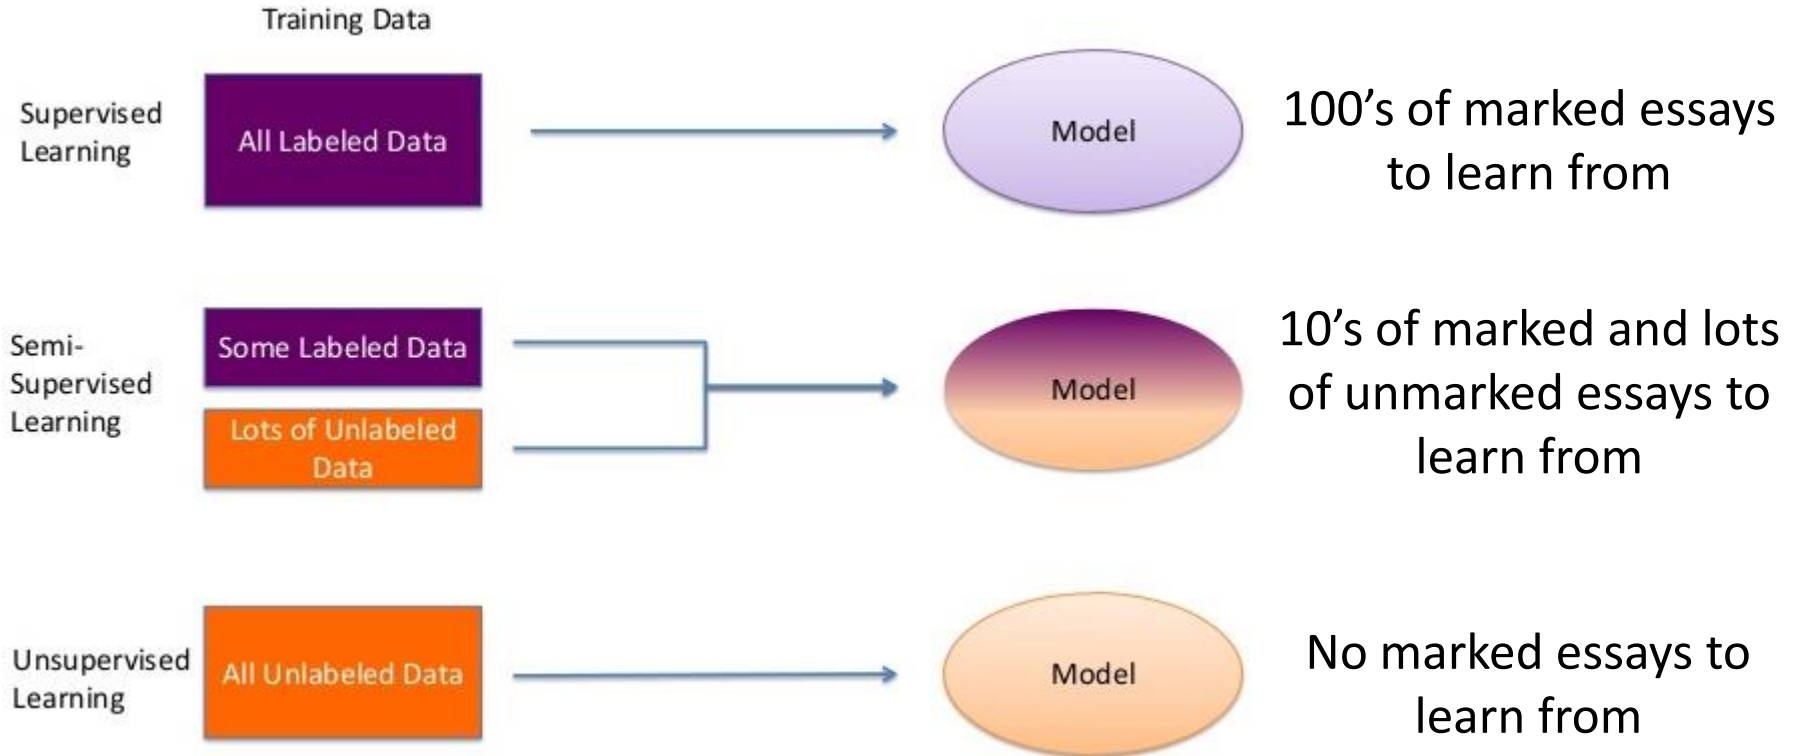 Training Data
Supervised
Learning
All Labeled Data
Model
100’s of marked essays
to learn from
Semi-
Supervised
Learning
Some Labeled Data
Lots of Unlabeled
Data
Model
10’s of marked and lots
of unmarked essays to
learn from
Unsupervised
Learning
All Unlabeled Data
Model
No marked essays to
learn from